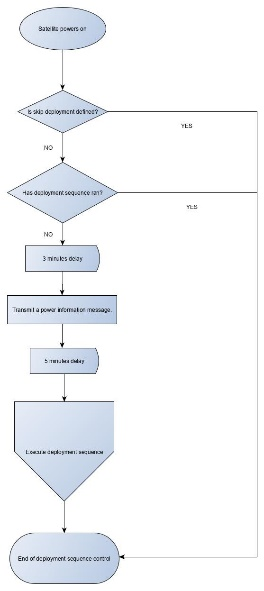 Satellite powers on
Is skip deployment defined?
YES
NO
Has deployment sequence ran?
YES
NO
3 minutes delay
Transmit a power information message.
5 minutes delay
Execute deployment sequence
End of deployment sequence control